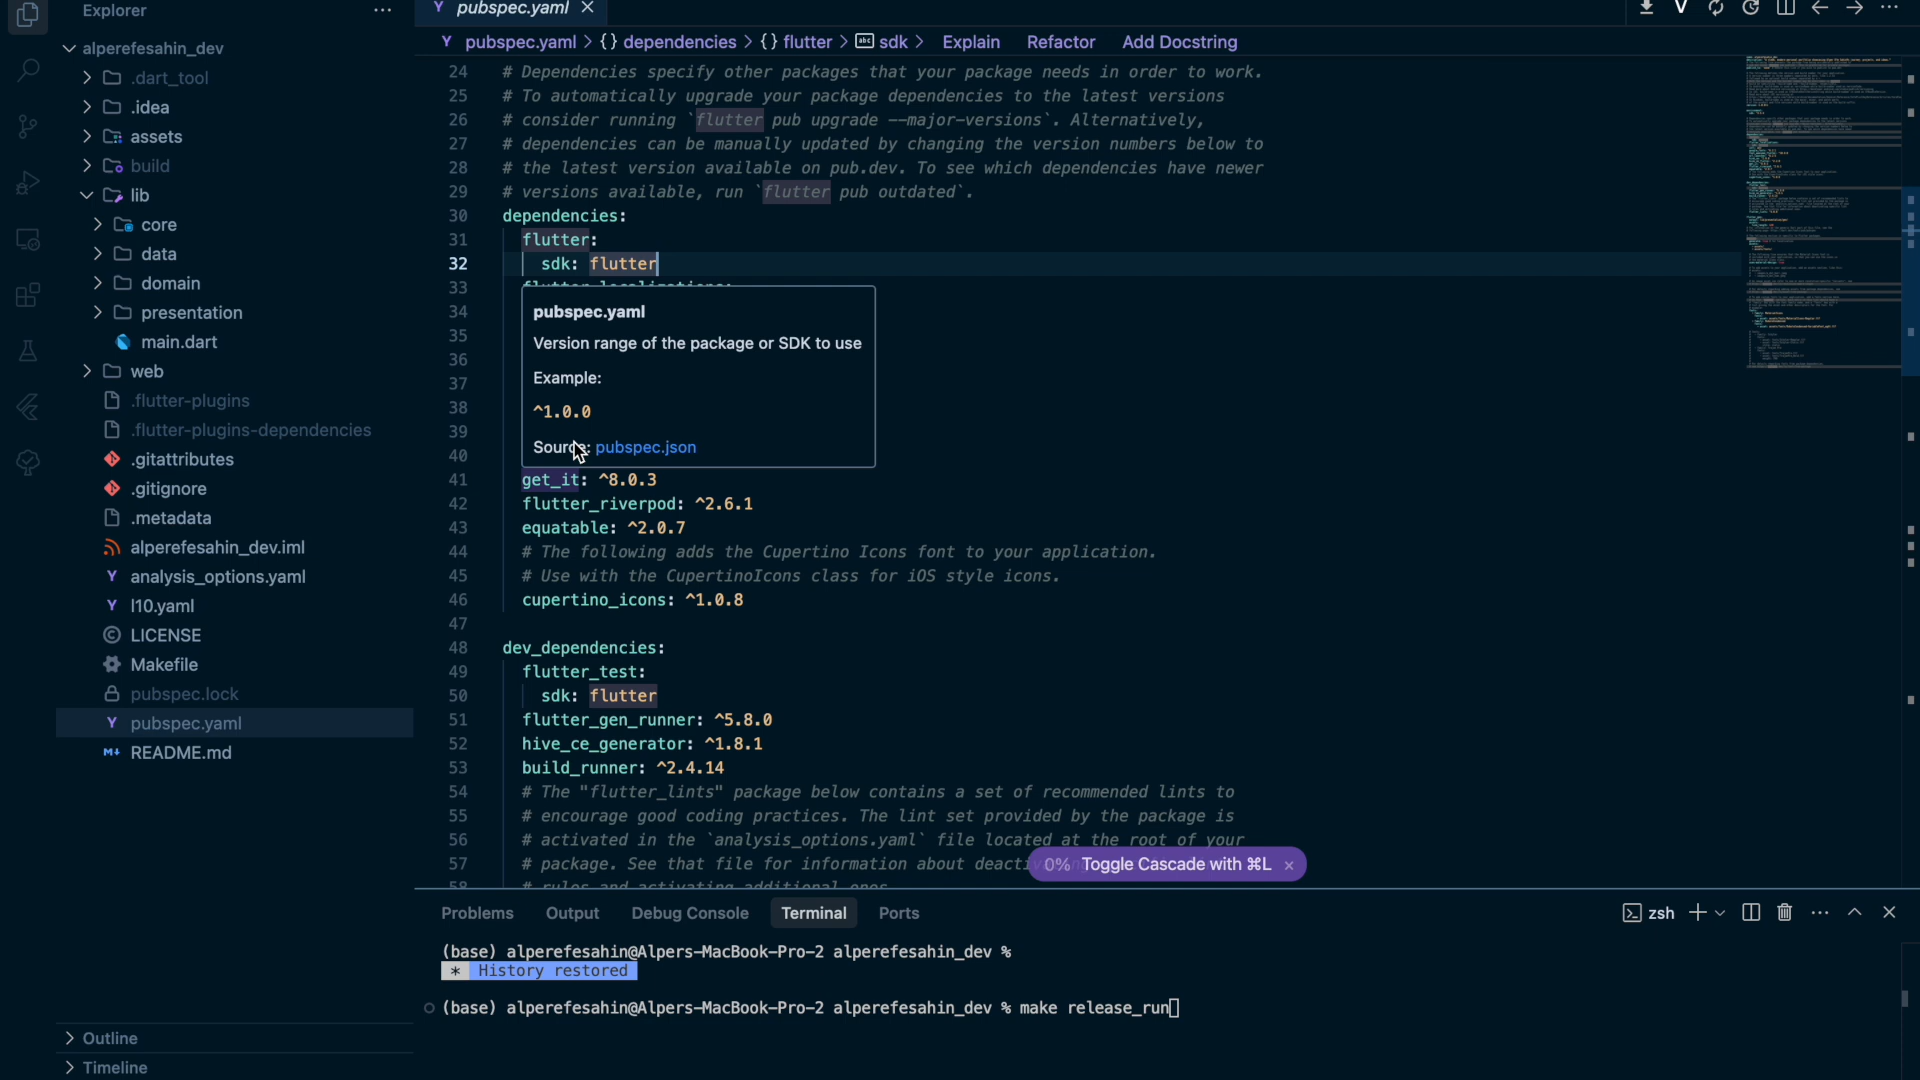 Explorer
alperefesahin_dev
.dart_tool
.idea
assets
build
lib
core
data
domain
presentation
main.dart
web
.flutter-plugins
.flutter-plugins-dependencies
.gitattributes
.gitignore
.metadata
alperefesahin_dev.iml
Y analysis_options.yaml
Y l10.yaml
LICENSE
Makefile
pubspec.lock
Y pubspec.yaml
M↓ README.md
Outline
Timeline
Y pubspec.yaml
Y pubspec.yaml > {} dependencies > {} flutter > abc sdk > Explain Refactor Add Docstring
24 # Dependencies specify other packages that your package needs in order to work.
25 # To automatically upgrade your package dependencies to the latest versions
26 # consider running `flutter pub upgrade --major-versions`. Alternatively,
27 # dependencies can be manually updated by changing the version numbers below to
28 # the latest version available on pub.dev. To see which dependencies have newer
29 # versions available, run `flutter pub outdated`.
30 dependencies:
31 flutter:
32 sdk: flutter
33 flutter_localizations:
34
35
36
37
38
39
40
pubspec.yaml
Version range of the package or SDK to use
Example:
^1.0.0
Source: pubspec.json
41 get_it: ^8.0.3
42 flutter_riverpod: ^2.6.1
43 equatable: ^2.0.7
44 # The following adds the Cupertino Icons font to your application.
45 # Use with the CupertinoIcons class for iOS style icons.
46 cupertino_icons: ^1.0.8
47
48 dev_dependencies:
49 flutter_test:
50 sdk: flutter
51 flutter_gen_runner: ^5.8.0
52 hive_ce_generator: ^1.8.1
53 build_runner: ^2.4.14
54 # The "flutter_lints" package below contains a set of recommended lints to
55 # encourage good coding practices. The lint set provided by the package is
56 # activated in the `analysis_options.yaml` file located at the root of your
57 # package. See that file for information about deacti
58 # rules and activating additional ones.
0% Toggle Cascade with ⌘L ×
Problems Output Debug Console Terminal Ports
zsh
(base) alperefesahin@Alpers-MacBook-Pro-2 alperefesahin_dev %
* History restored
(base) alperefesahin@Alpers-MacBook-Pro-2 alperefesahin_dev % make release_run